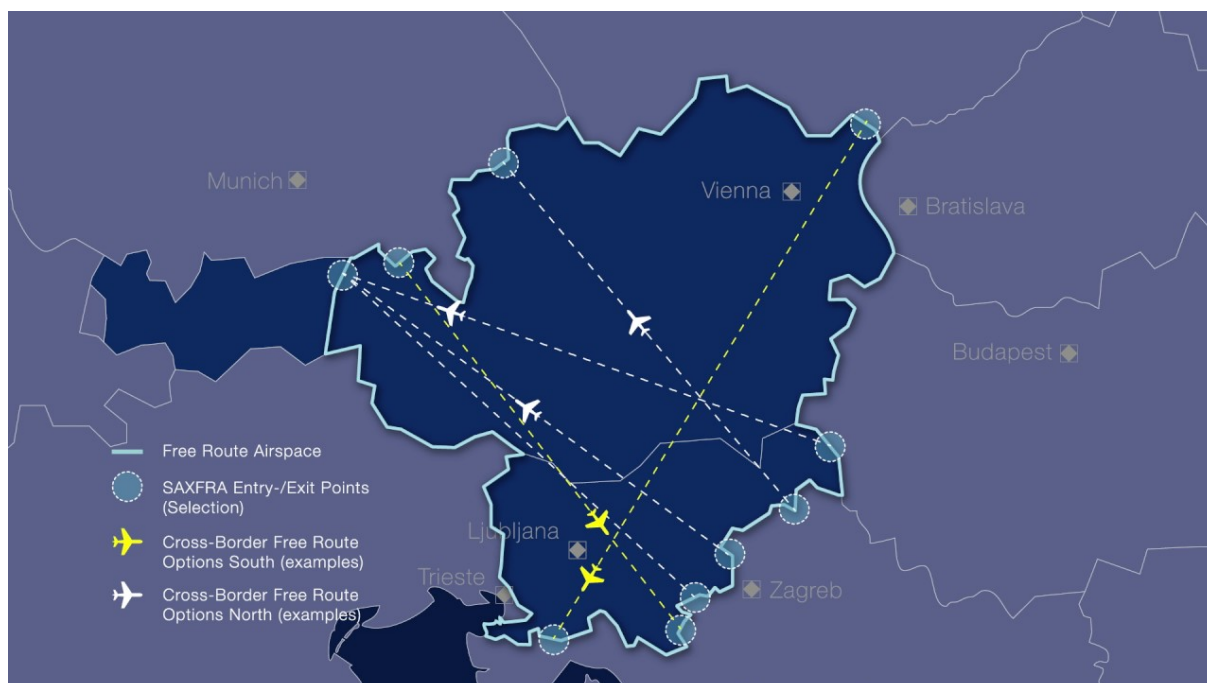 Munich
Vienna
Bratislava
Budapest
Free Route Airspace
SAXFRA Entry-/Exit Points
(Selection)
Cross-Border Free Route
Options South (examples)
Cross-Border Free Route
Options North (examples)
Ljubljana
Trieste
Zagreb